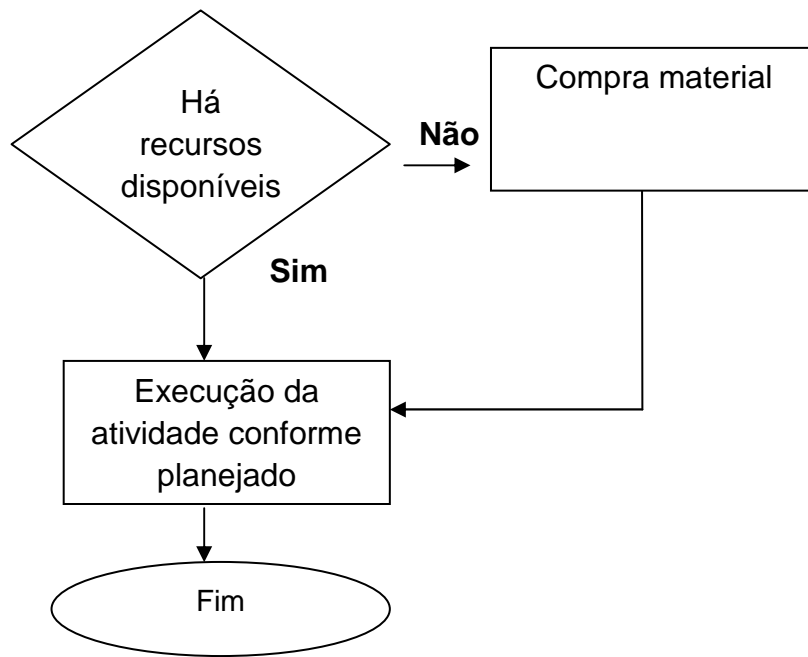 Há
recursos
disponíveis
Não
Compra material
Sim
Execução da
atividade conforme
planejado
Fim